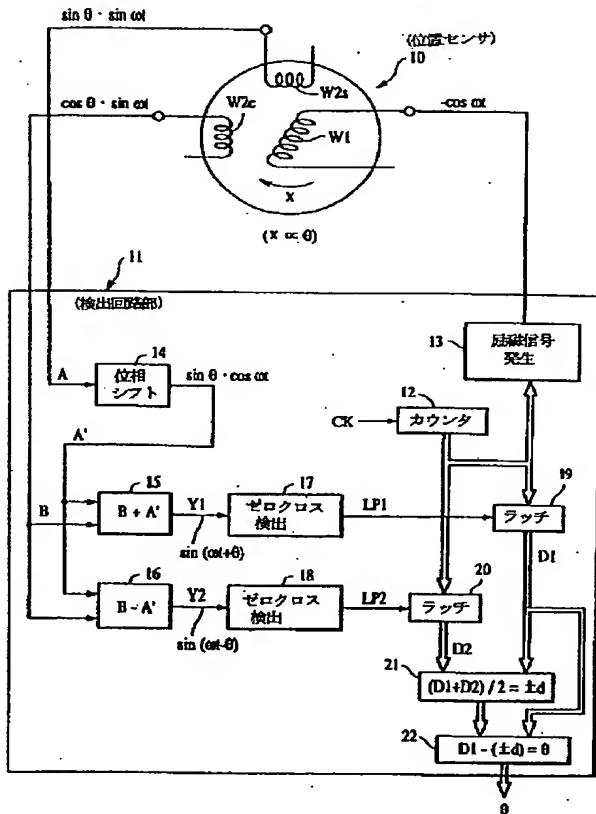 sin θ · sin ωt
(位置センサ)
10
W2s
cos θ · sin ωt
W2c
-cos ωt
W1
x
(x ∝ θ)
11
(検出回路部)
14
13
励磁信号
発生
A
位相
シフト
sin θ · cos ωt
12
CK
カウンタ
A'
15
17
19
B
B + A'
Y1
ゼロクロス
検出
LP1
ラッチ
sin (ωt+θ)
D1
16
18
20
B - A'
Y2
ゼロクロス
検出
LP2
ラッチ
sin (ωt-θ)
D2
21
(D1+D2) / 2 = ±d
22
D1 - (±d) = θ
θ